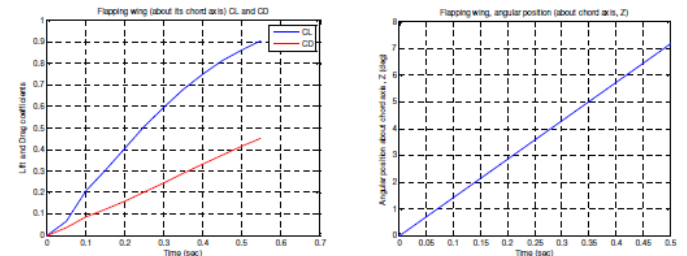 Flapping wing (about its chord axis) CL and CD
1
0.9
0.8
0.7
0.6
0.5
0.4
0.3
0.2
0.1
0
Lift and Drag coefficients
CL
CD
0 0.1 0.2 0.3 0.4 0.5 0.6 0.7
Time (sec)
Flapping wing, angular position (about chord axis, Z)
8
7
6
5
4
3
2
1
0
Angular position about chord axis, Z (deg)
0 0.05 0.1 0.15 0.2 0.25 0.3 0.35 0.4 0.45 0.5
Time (sec)